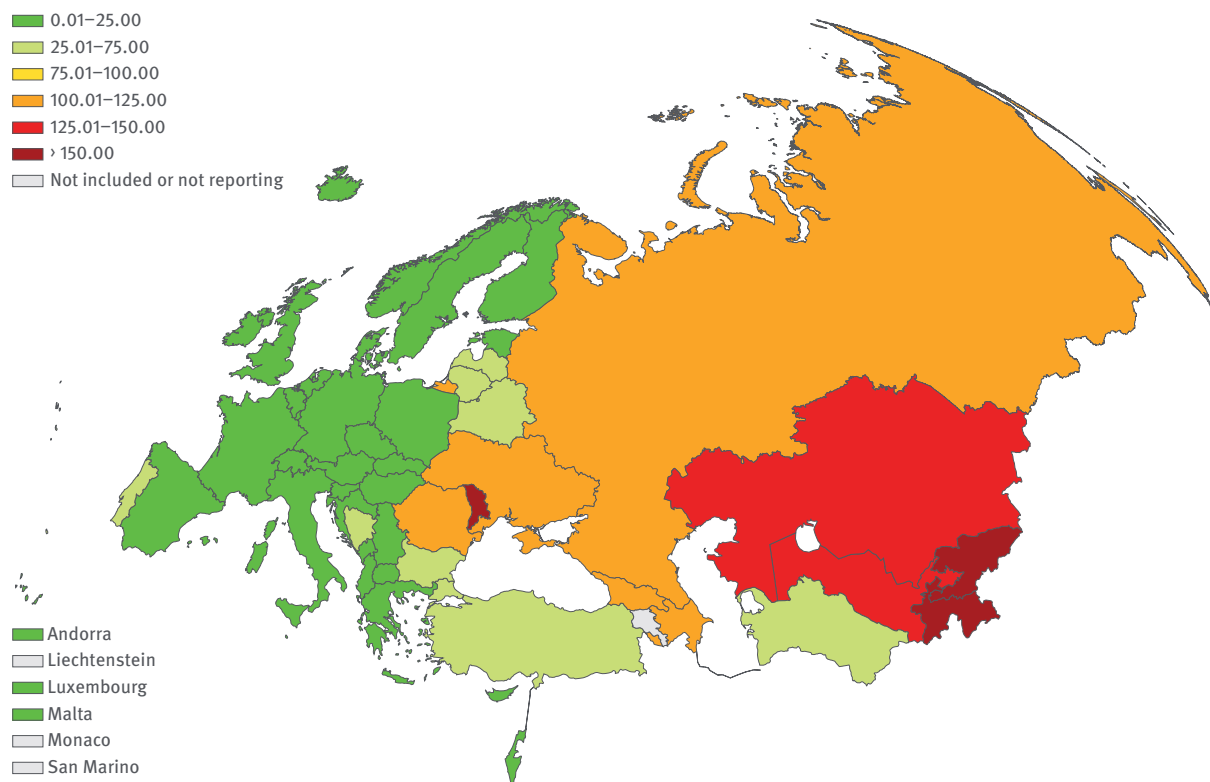 0.01–25.00
25.01–75.00
75.01–100.00
100.01–125.00
125.01–150.00
› 150.00
Not included or not reporting
Andorra
Liechtenstein
Luxembourg
Malta
Monaco
San Marino